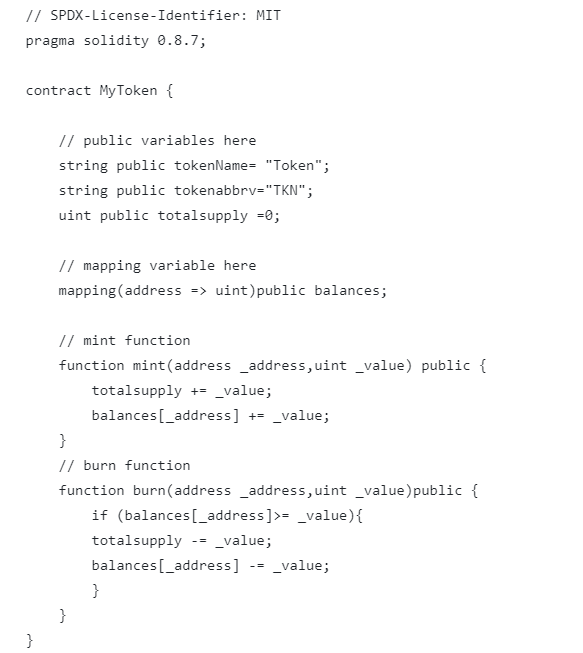 // SPDX-License-Identifier: MIT
pragma solidity 0.8.7;
contract MyToken {
// public variables here
string public tokenName= "Token";
string public tokenabbrv="TKN";
uint public totalsupply =0;
// mapping variable here
mapping(address => uint)public balances;
// mint function
function mint(address _address,uint _value) public {
totalsupply += _value;
balances[_address] += _value;
}
// burn function
function burn(address _address,uint _value)public {
if (balances[_address]>= _value){
totalsupply -= _value;
balances[_address] -= _value;
}
}
}